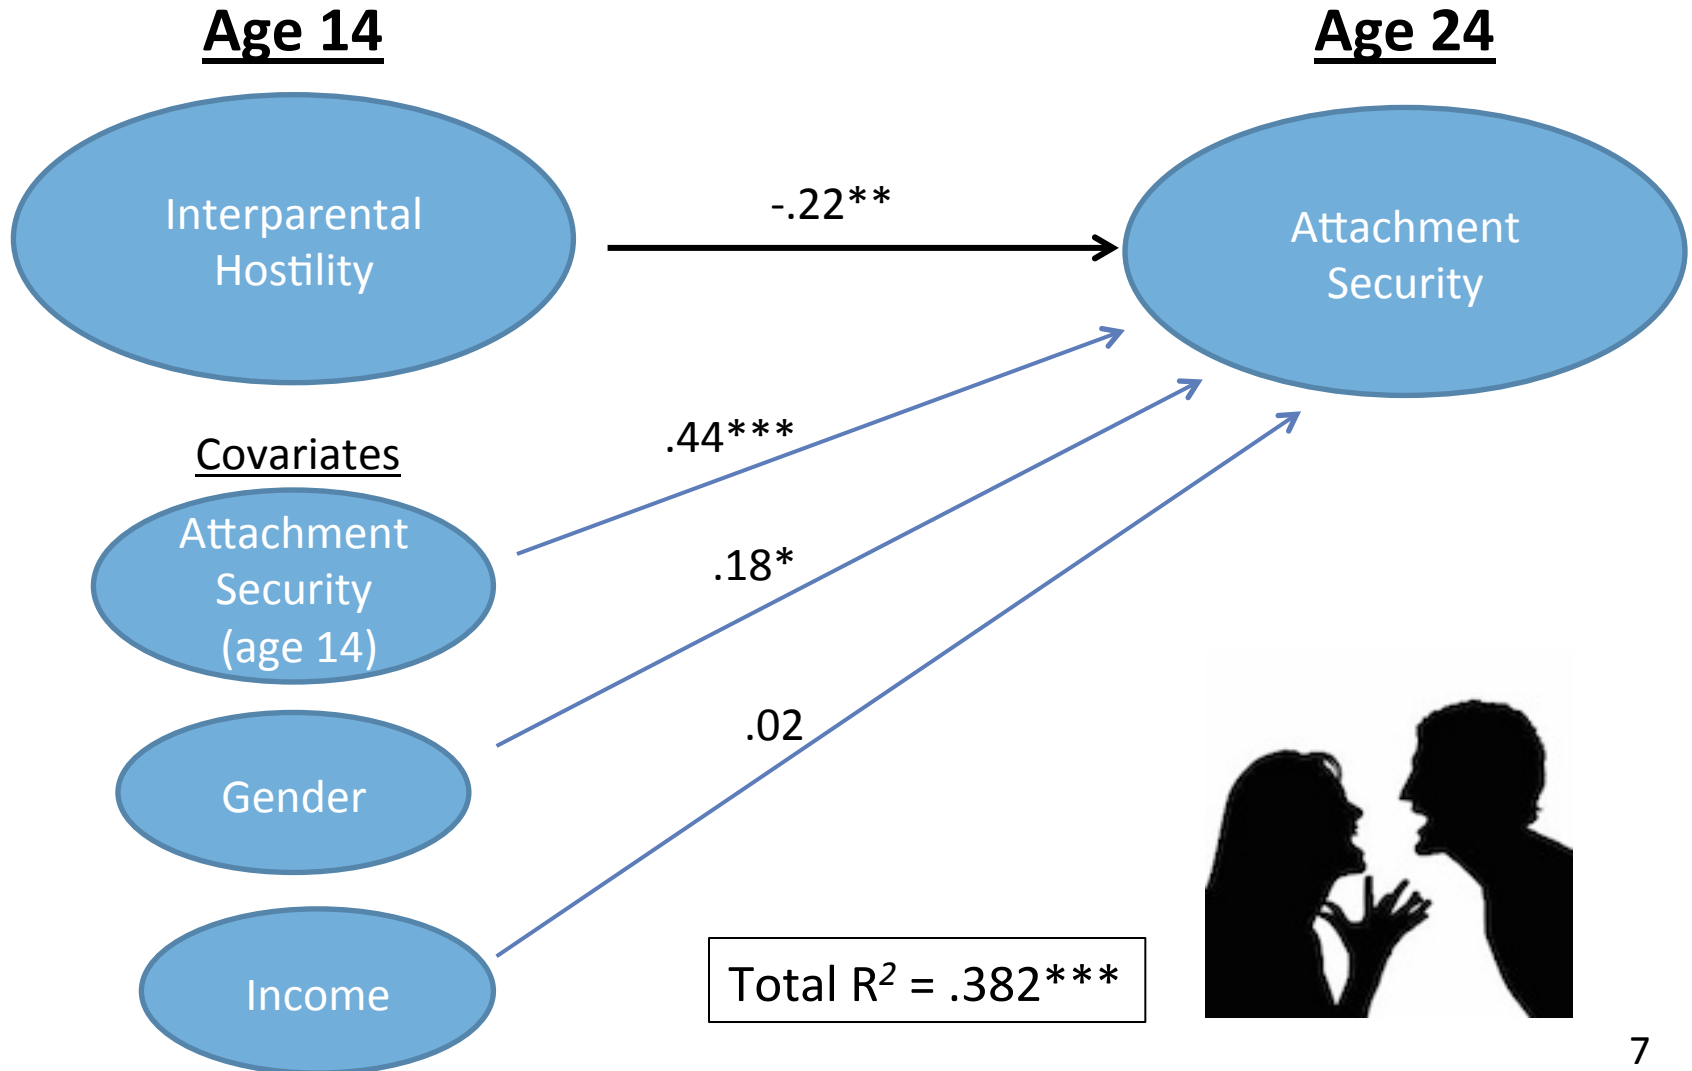 Age 14
Age 24
Interparental
Hostility
-.22**
Attachment
Security
Covariates
.44***
Attachment
Security
(age 14)
.18*
Gender
.02
Income
Total R² = .382***
7